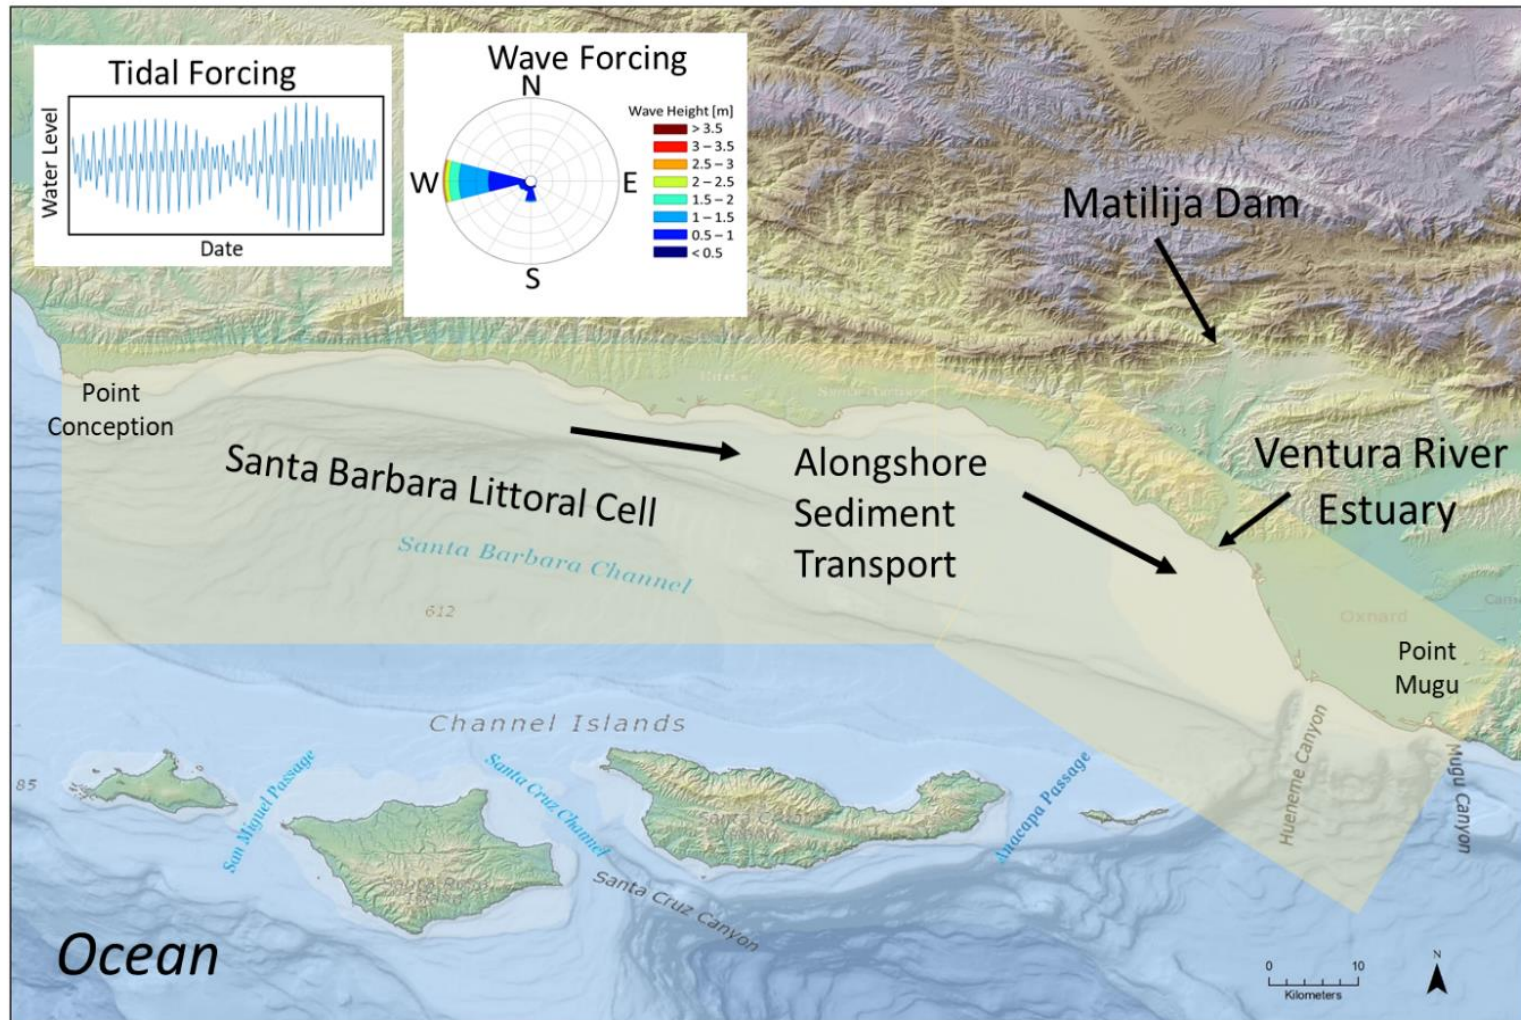 Tidal Forcing
Water Level
Date
Wave Forcing
N
W
E
S
Wave Height [m]
> 3.5
3 – 3.5
2.5 – 3
2 – 2.5
1.5 – 2
1 – 1.5
0.5 – 1
< 0.5
Matilija Dam
Point
Conception
Santa Barbara Littoral Cell
Alongshore
Sediment
Transport
Ventura River
Estuary
Santa Barbara Channel
612
Oxnard
Point
Mugu
Channel Islands
85
San Miguel Passage
Santa Cruz Channel
Anacapa Passage
Hueneme Canyon
Mugu Canyon
Santa Cruz Canyon
Ocean
0 10
Kilometers
N